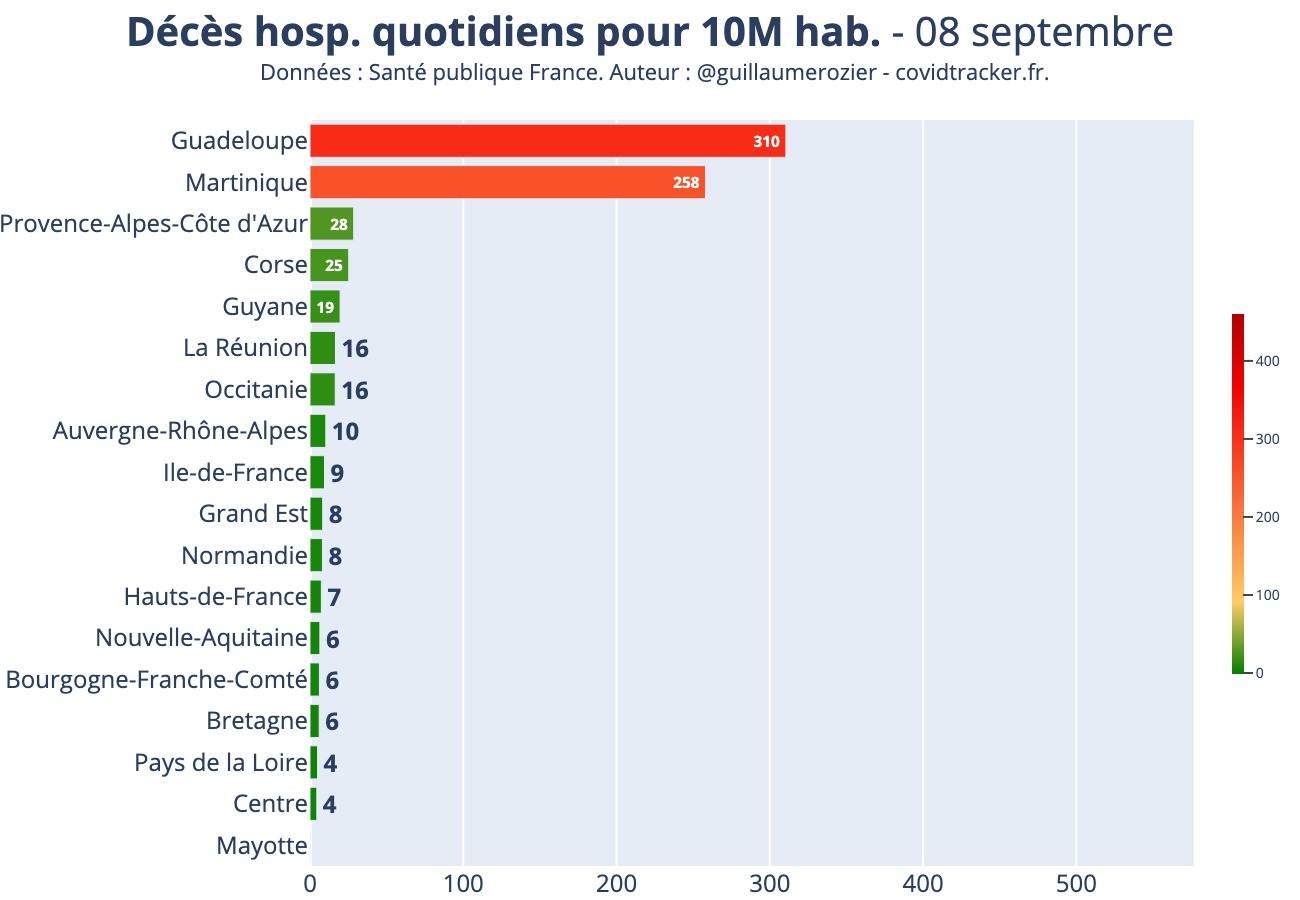 Décès hosp. quotidiens pour 10M hab. - 08 septembre
Données : Santé publique France. Auteur : @guillaumerozier - covidtracker.fr.
Guadeloupe 310
Martinique 258
Provence-Alpes-Côte d'Azur 28
Corse 25
Guyane 19
La Réunion 16
Occitanie 16
Auvergne-Rhône-Alpes 10
Ile-de-France 9
Grand Est 8
Normandie 8
Hauts-de-France 7
Nouvelle-Aquitaine 6
Bourgogne-Franche-Comté 6
Bretagne 6
Pays de la Loire 4
Centre 4
Mayotte
0 100 200 300 400 500
400
300
200
100
0